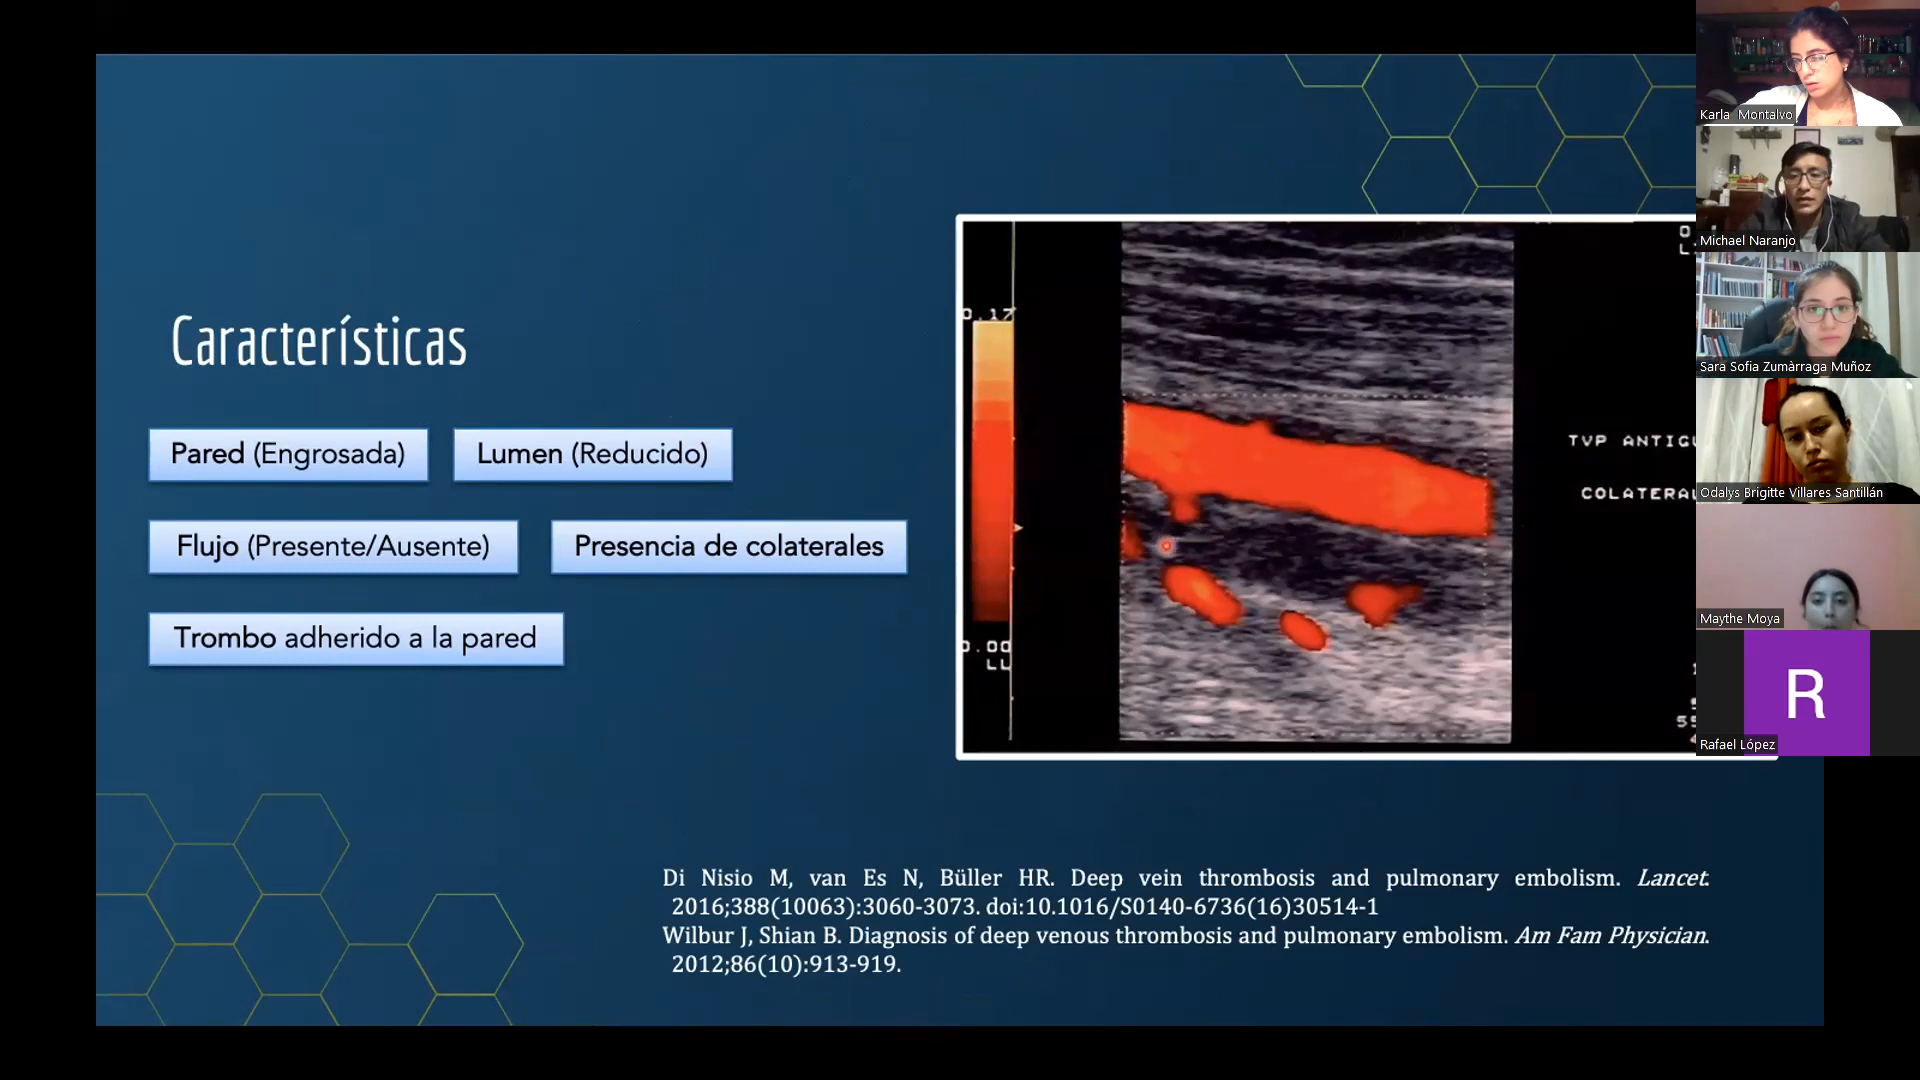 Características
Pared (Engrosada)
Lumen (Reducido)
Flujo (Presente/Ausente)
Presencia de colaterales
Trombo adherido a la pared
0.17
0.00
TVP
Di Nisio M, van Es N, Büller HR. Deep vein thrombosis and pulmonary embolism. Lancet.
2016;388(10063):3060-3073. doi:10.1016/S0140-6736(16)30514-1
Wilbur J, Shian B. Diagnosis of deep venous thrombosis and pulmonary embolism. Am Fam Physician.
2012;86(10):913-919.
Karla Montalvo
Michael Naranjo
Sara Sofia Zumàrraga Muñoz
Odalys Brigitte Villares Santillán
Maythe Moya
R
Rafael López